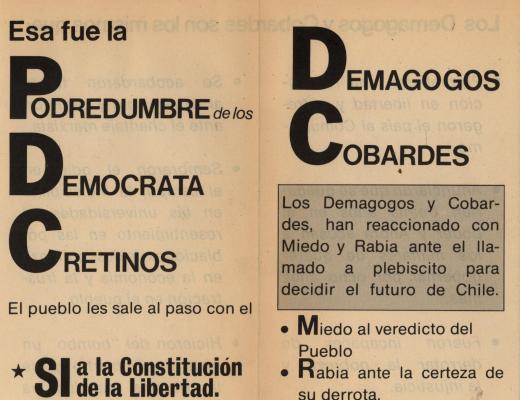 Esa fue la
PODREDUMBRE de los
DEMOCRATA
CRETINOS
El pueblo les sale al paso con el
★ SI a la Constitución
de la Libertad.
DEMAGOGOS
COBARDES
Los Demagogos y Cobar-
des, han reaccionado con
Miedo y Rabia ante el lla-
mado a plebiscito para
decidir el futuro de Chile.
• Miedo al veredicto del
Pueblo
• Rabia ante la certeza de
su derrota.